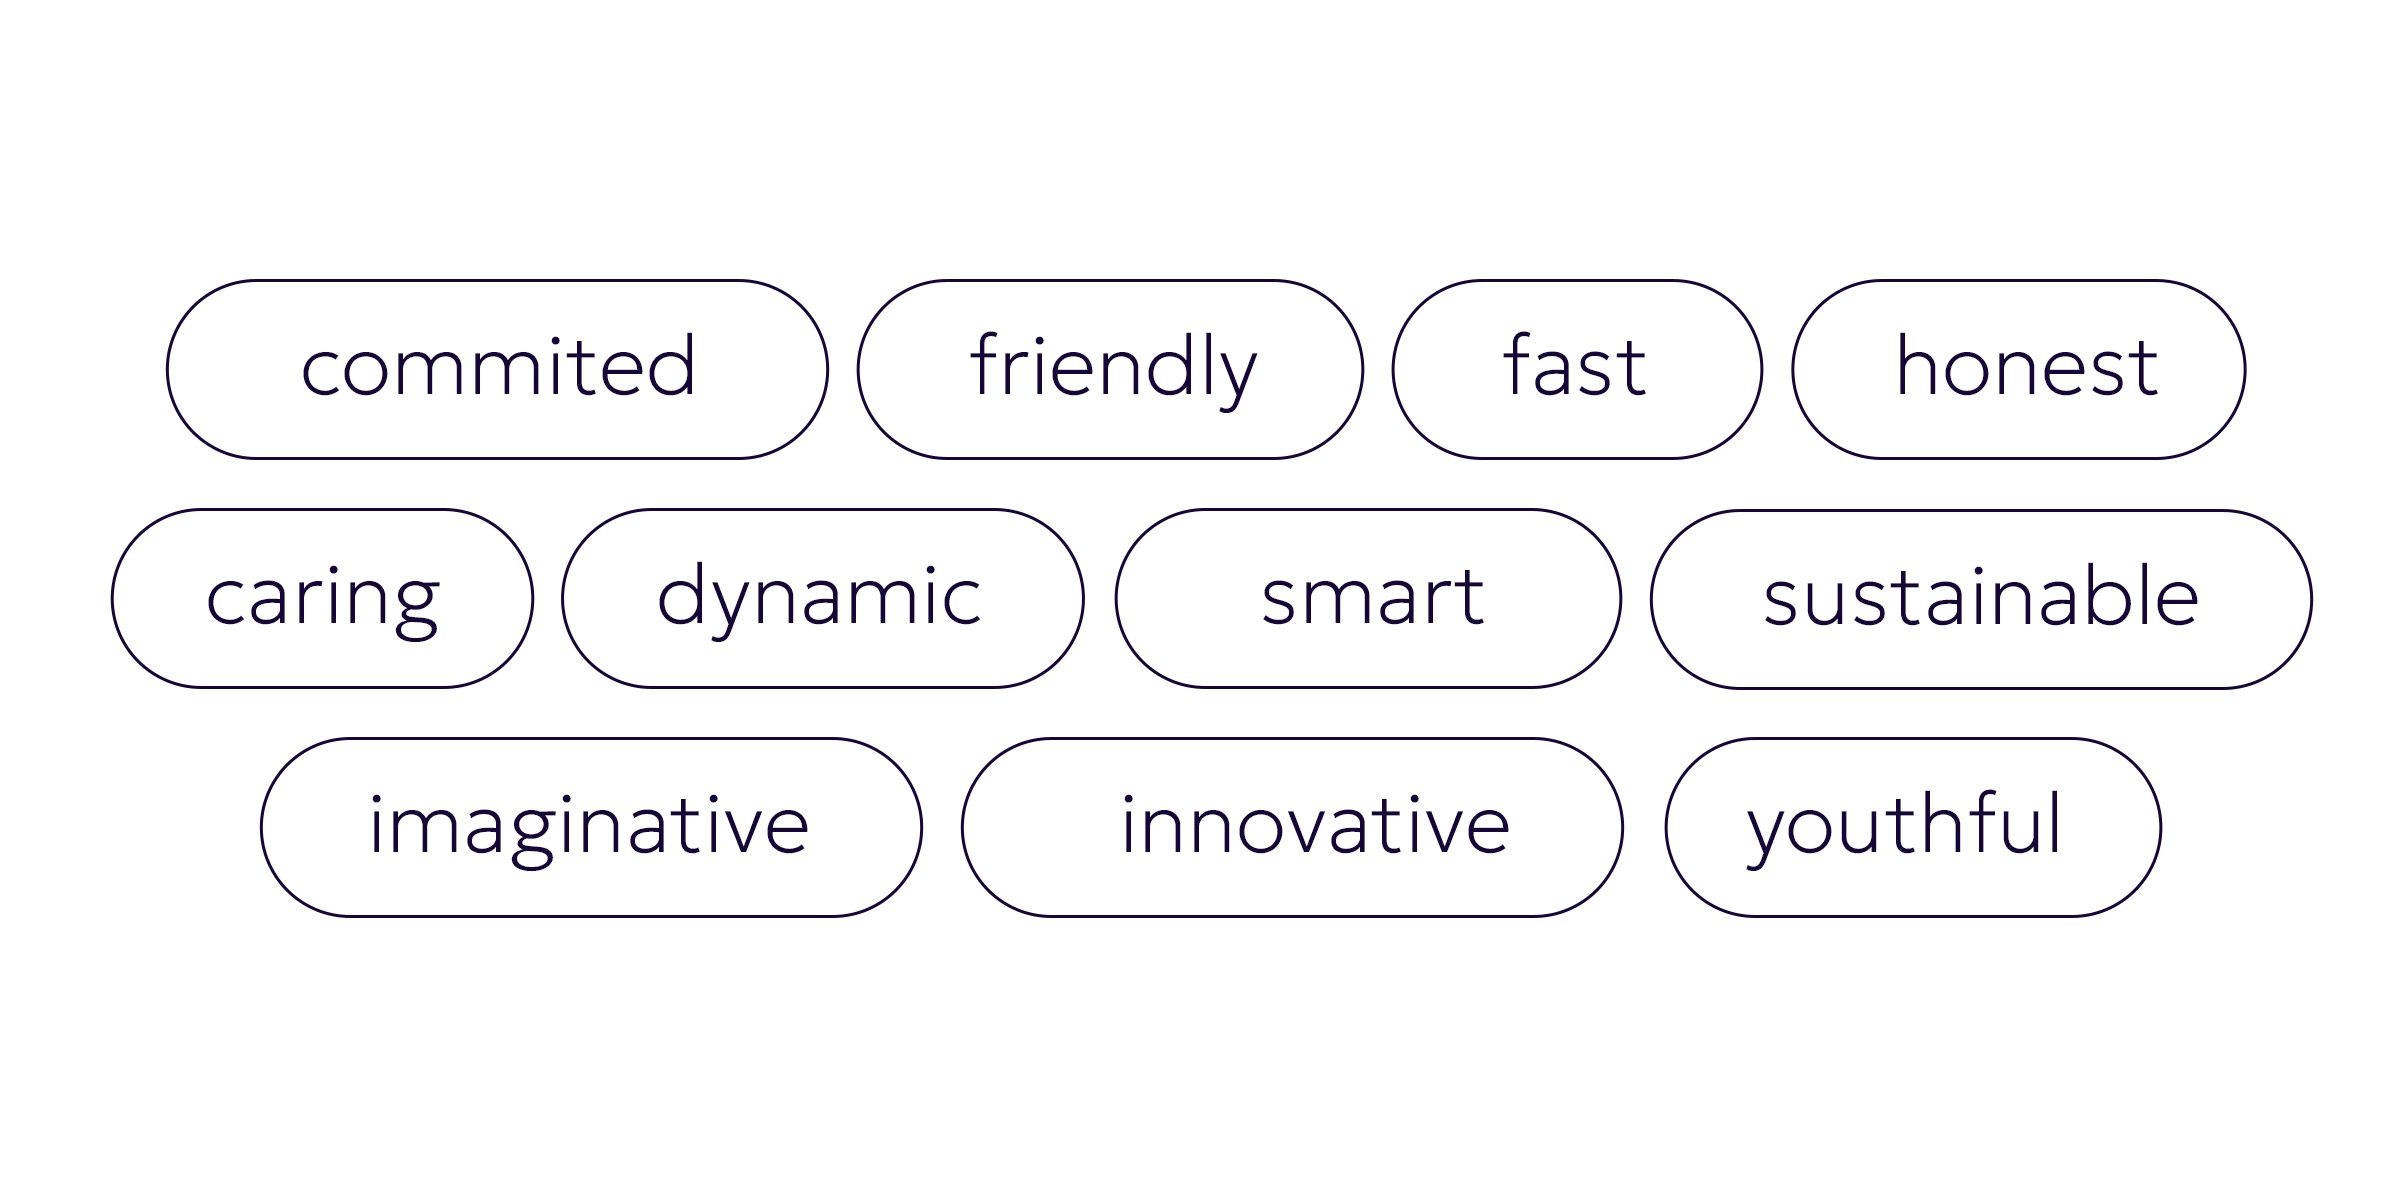 commited friendly fast honest
caring dynamic smart sustainable
imaginative innovative youthful